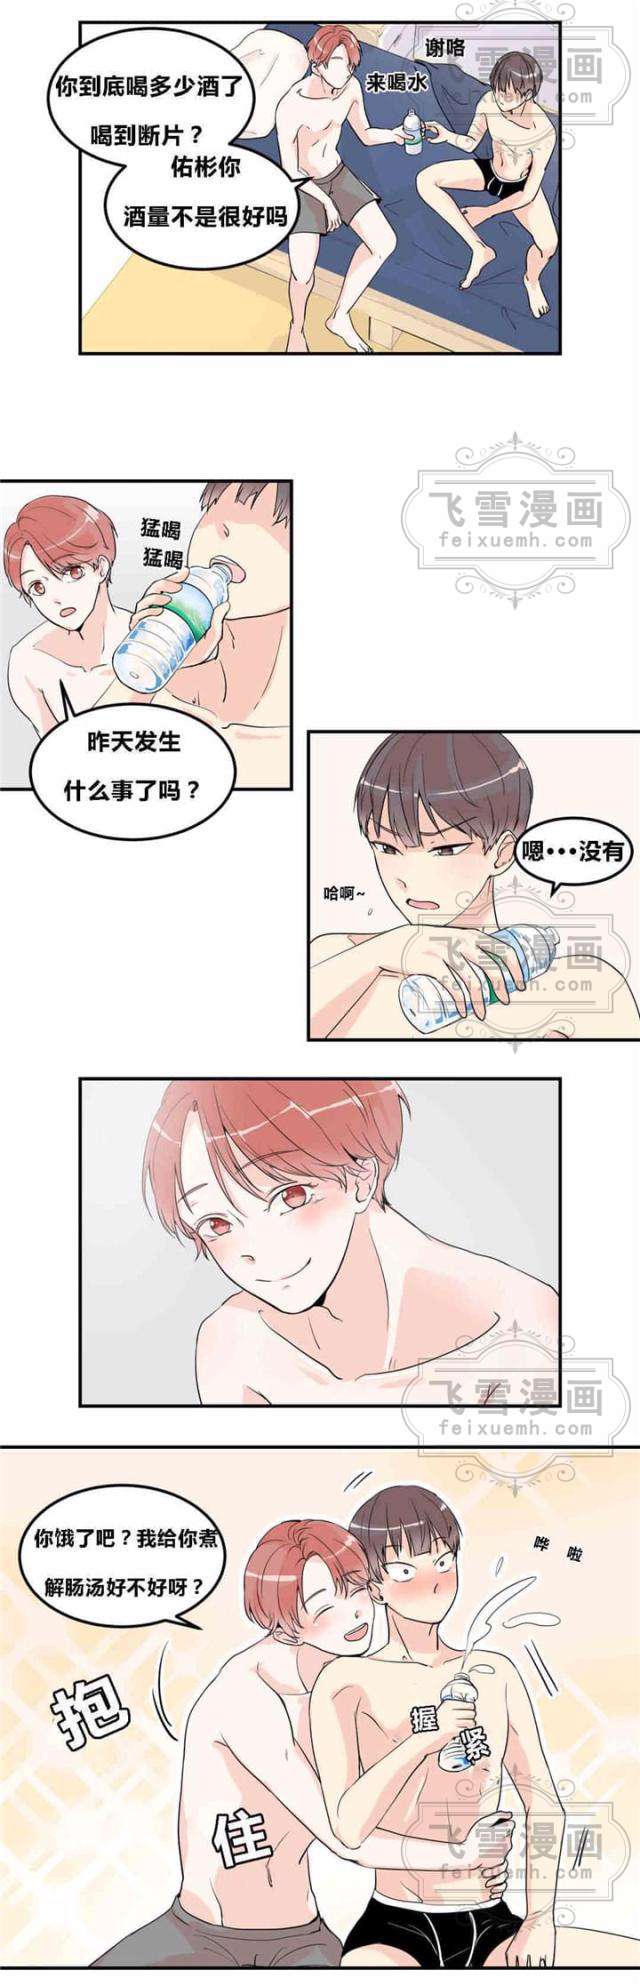 谢咯
来喝水
你到底喝多少酒了
喝到断片？
佑彬你
酒量不是很好吗
飞雪漫画
feixuemh.com
飞雪漫画
feixuemh.com
猛喝
猛喝
昨天发生
什么事了吗？
嗯•••没有
哈啊~
飞雪漫画
feixuemh.com
飞雪漫画
feixuemh.com
你饿了吧？我给你煮
解肠汤好不好呀？
哗 啦
抱
住
握
紧
飞雪漫画
feixuemh.com